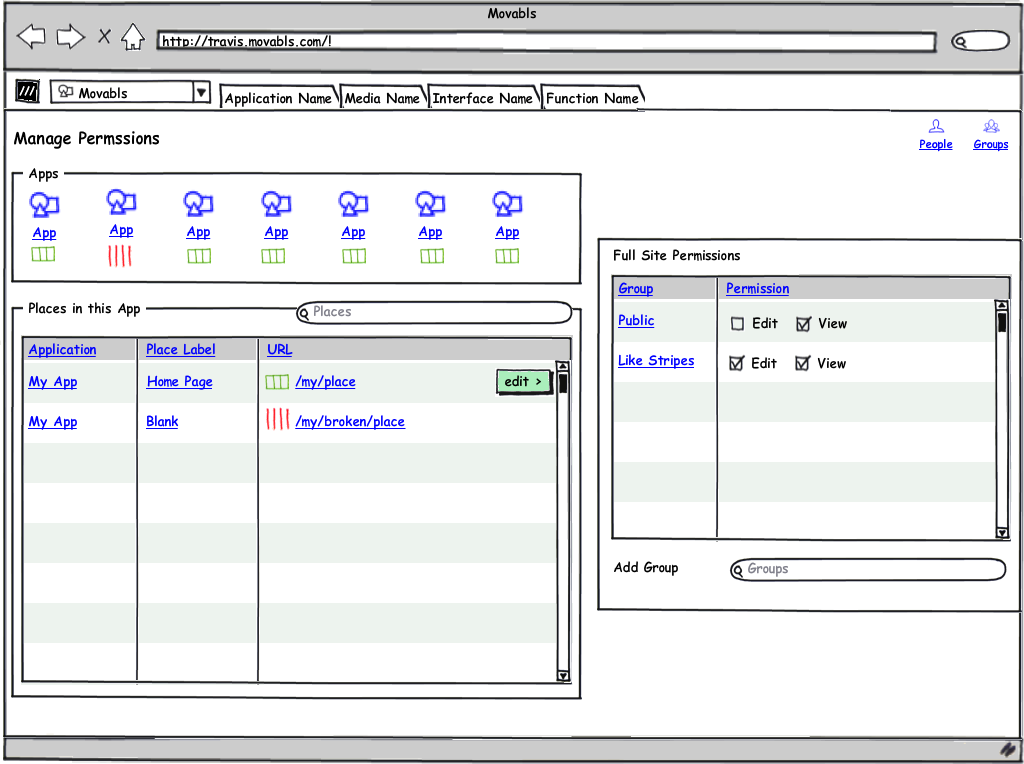 Movabls
http://travis.movabls.com/!
Movabls
Application Name
Media Name
Interface Name
Function Name
Manage Permssions
People
Groups
Apps
App
App
App
App
App
App
App
Places in this App
Places
Application
Place Label
URL
My App
Home Page
/my/place
edit >
My App
Blank
/my/broken/place
Full Site Permissions
Group
Permission
Public
Edit
View
Like Stripes
Edit
View
Add Group
Groups